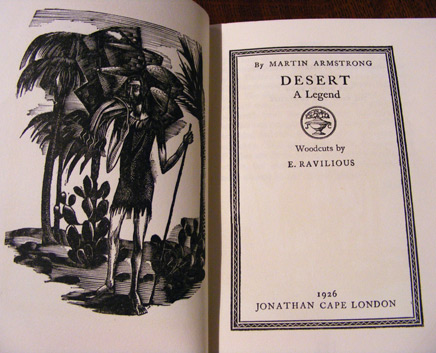 By MARTIN ARMSTRONG
DESERT
A Legend
Woodcuts by
E. RAVILIOUS
1926
JONATHAN CAPE LONDON